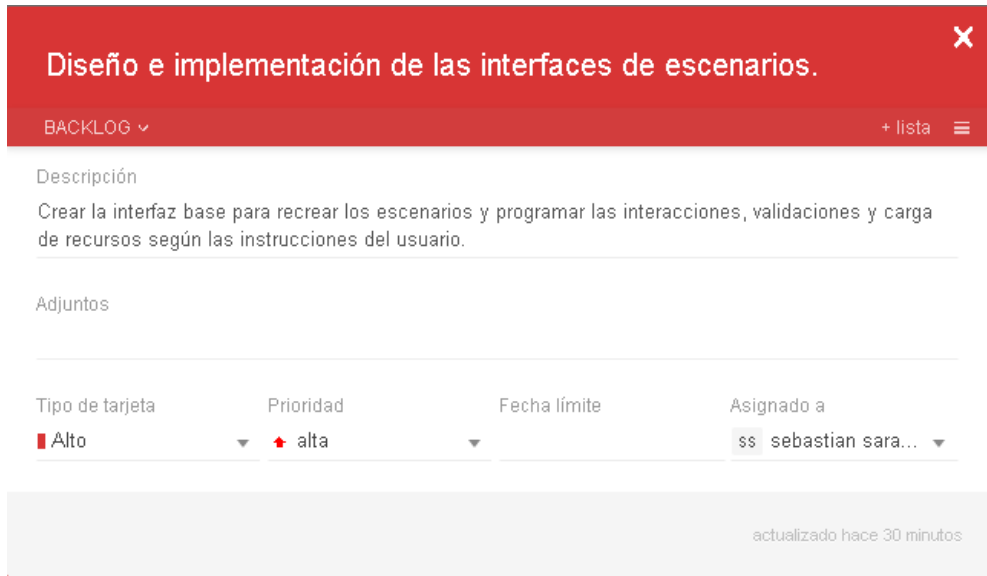 Diseño e implementación de las interfaces de escenarios.
BACKLOG
+ lista
Descripción
Crear la interfaz base para recrear los escenarios y programar las interacciones, validaciones y carga
de recursos según las instrucciones del usuario.
Adjuntos
Tipo de tarjeta Prioridad Fecha límite Asignado a
Alto alta ss sebastian sara...
actualizado hace 30 minutos